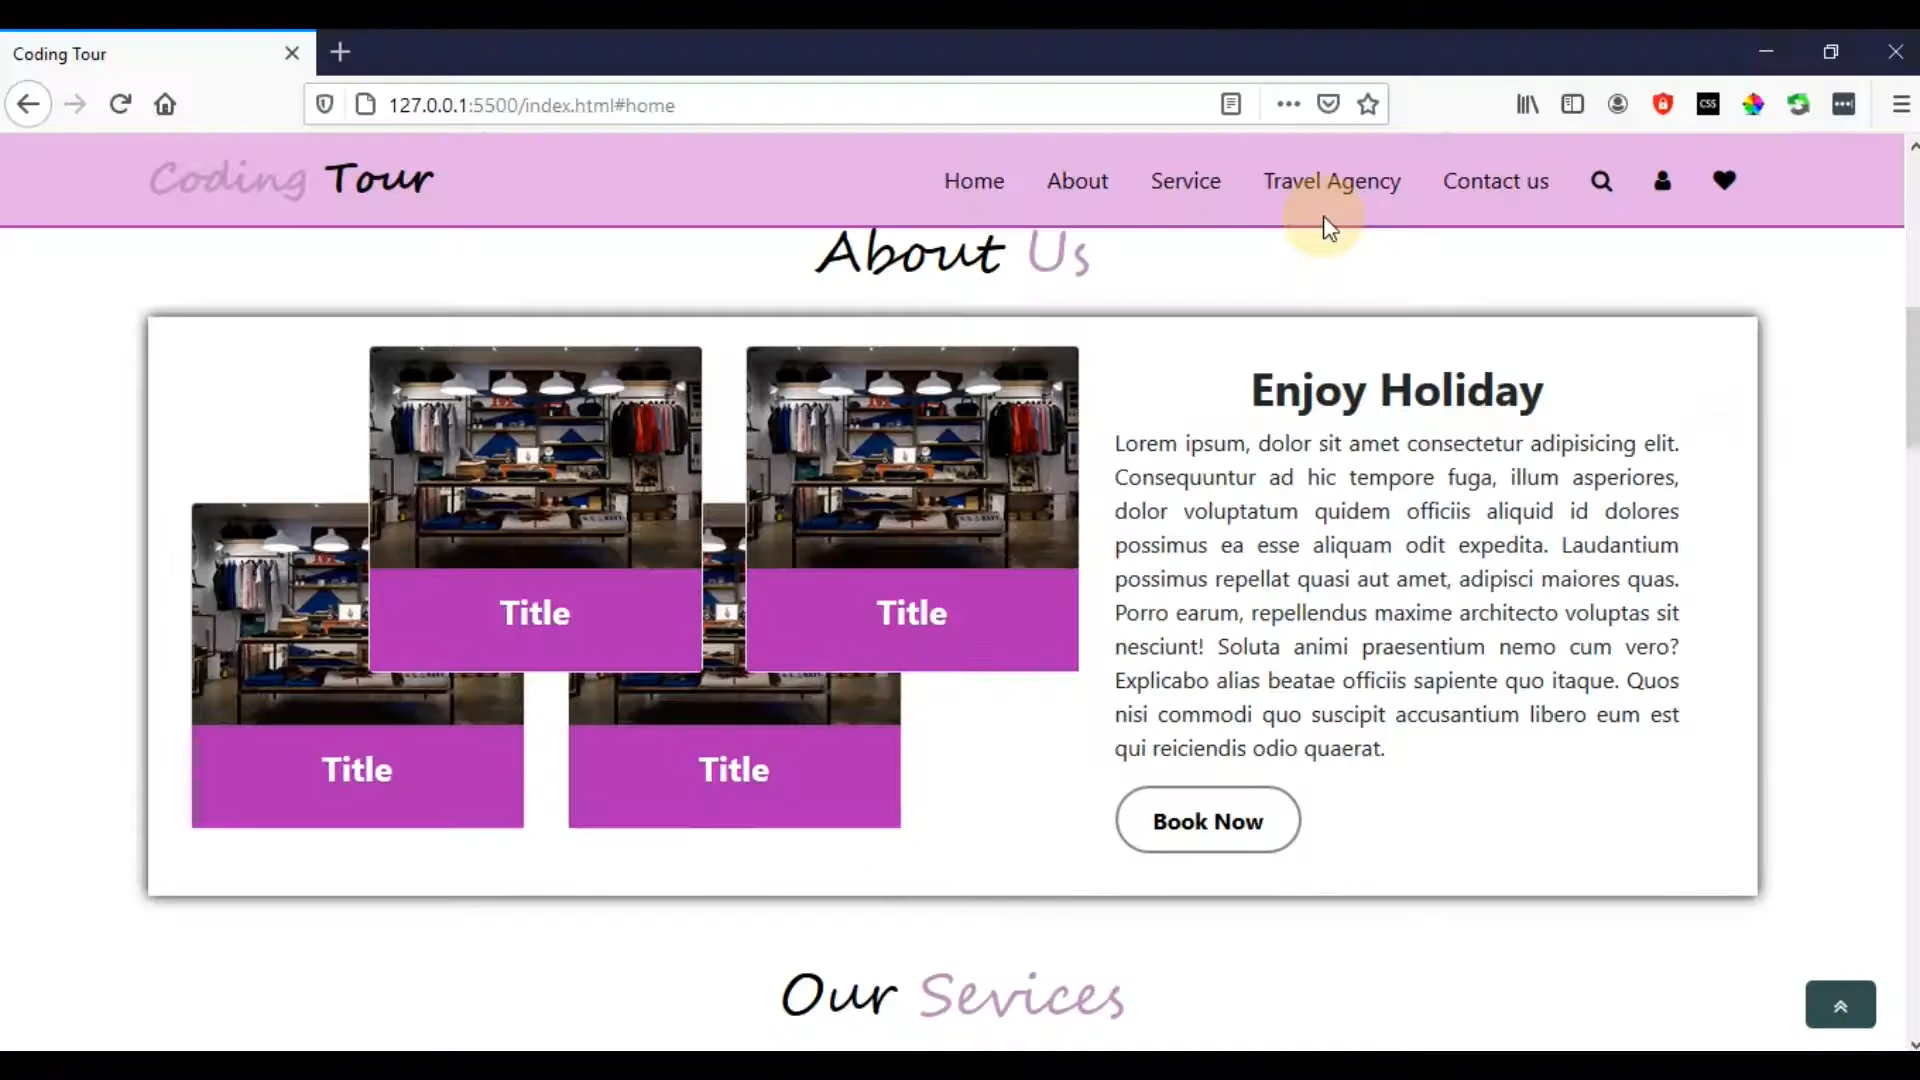 Coding Tour
127.0.0.1:5500/index.html#home
CSS
Coding Tour
Home About Service Travel Agency Contact us
About Us
Title
Title
Title
Title
Enjoy Holiday
Lorem ipsum, dolor sit amet consectetur adipisicing elit.
Consequuntur ad hic tempore fuga, illum asperiores,
dolor voluptatum quidem officiis aliquid id dolores
possimus ea esse aliquam odit expedita. Laudantium
possimus repellat quasi aut amet, adipisci maiores quas.
Porro earum, repellendus maxime architecto voluptas sit
nesciunt! Soluta animi praesentium nemo cum vero?
Explicabo alias beatae officiis sapiente quo itaque. Quos
nisi commodi quo suscipit accusantium libero eum est
qui reiciendis odio quaerat.
Book Now
Our Sevices